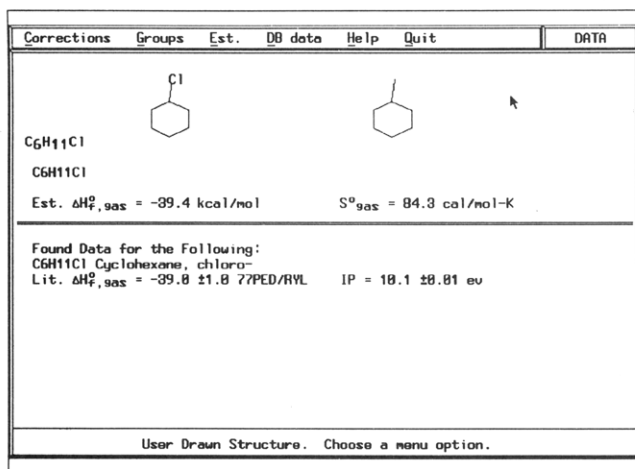 Corrections Groups Est. DB data Help Quit DATA
Cl
C6H11Cl
C6H11Cl
Est. ΔH°f,gas = -39.4 kcal/mol S°gas = 84.3 cal/mol-K
Found Data for the Following:
C6H11Cl Cyclohexane, chloro-
Lit. ΔH°f,gas = -39.0 ±1.0 77PED/RYL IP = 10.1 ±0.01 ev
User Drawn Structure. Choose a menu option.